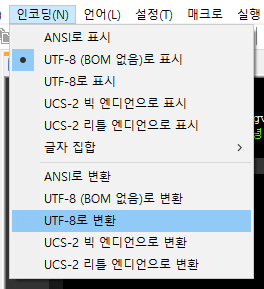 인코딩(N) 언어(L) 설정(T) 매크로 실행
ANSI로 표시
UTF-8 (BOM 없음)로 표시
UTF-8로 표시
UCS-2 빅 엔디언으로 표시
UCS-2 리틀 엔디언으로 표시
글자 집합
ANSI로 변환
UTF-8 (BOM 없음)로 변환
UTF-8로 변환
UCS-2 빅 엔디언으로 변환
UCS-2 리틀 엔디언으로 변환